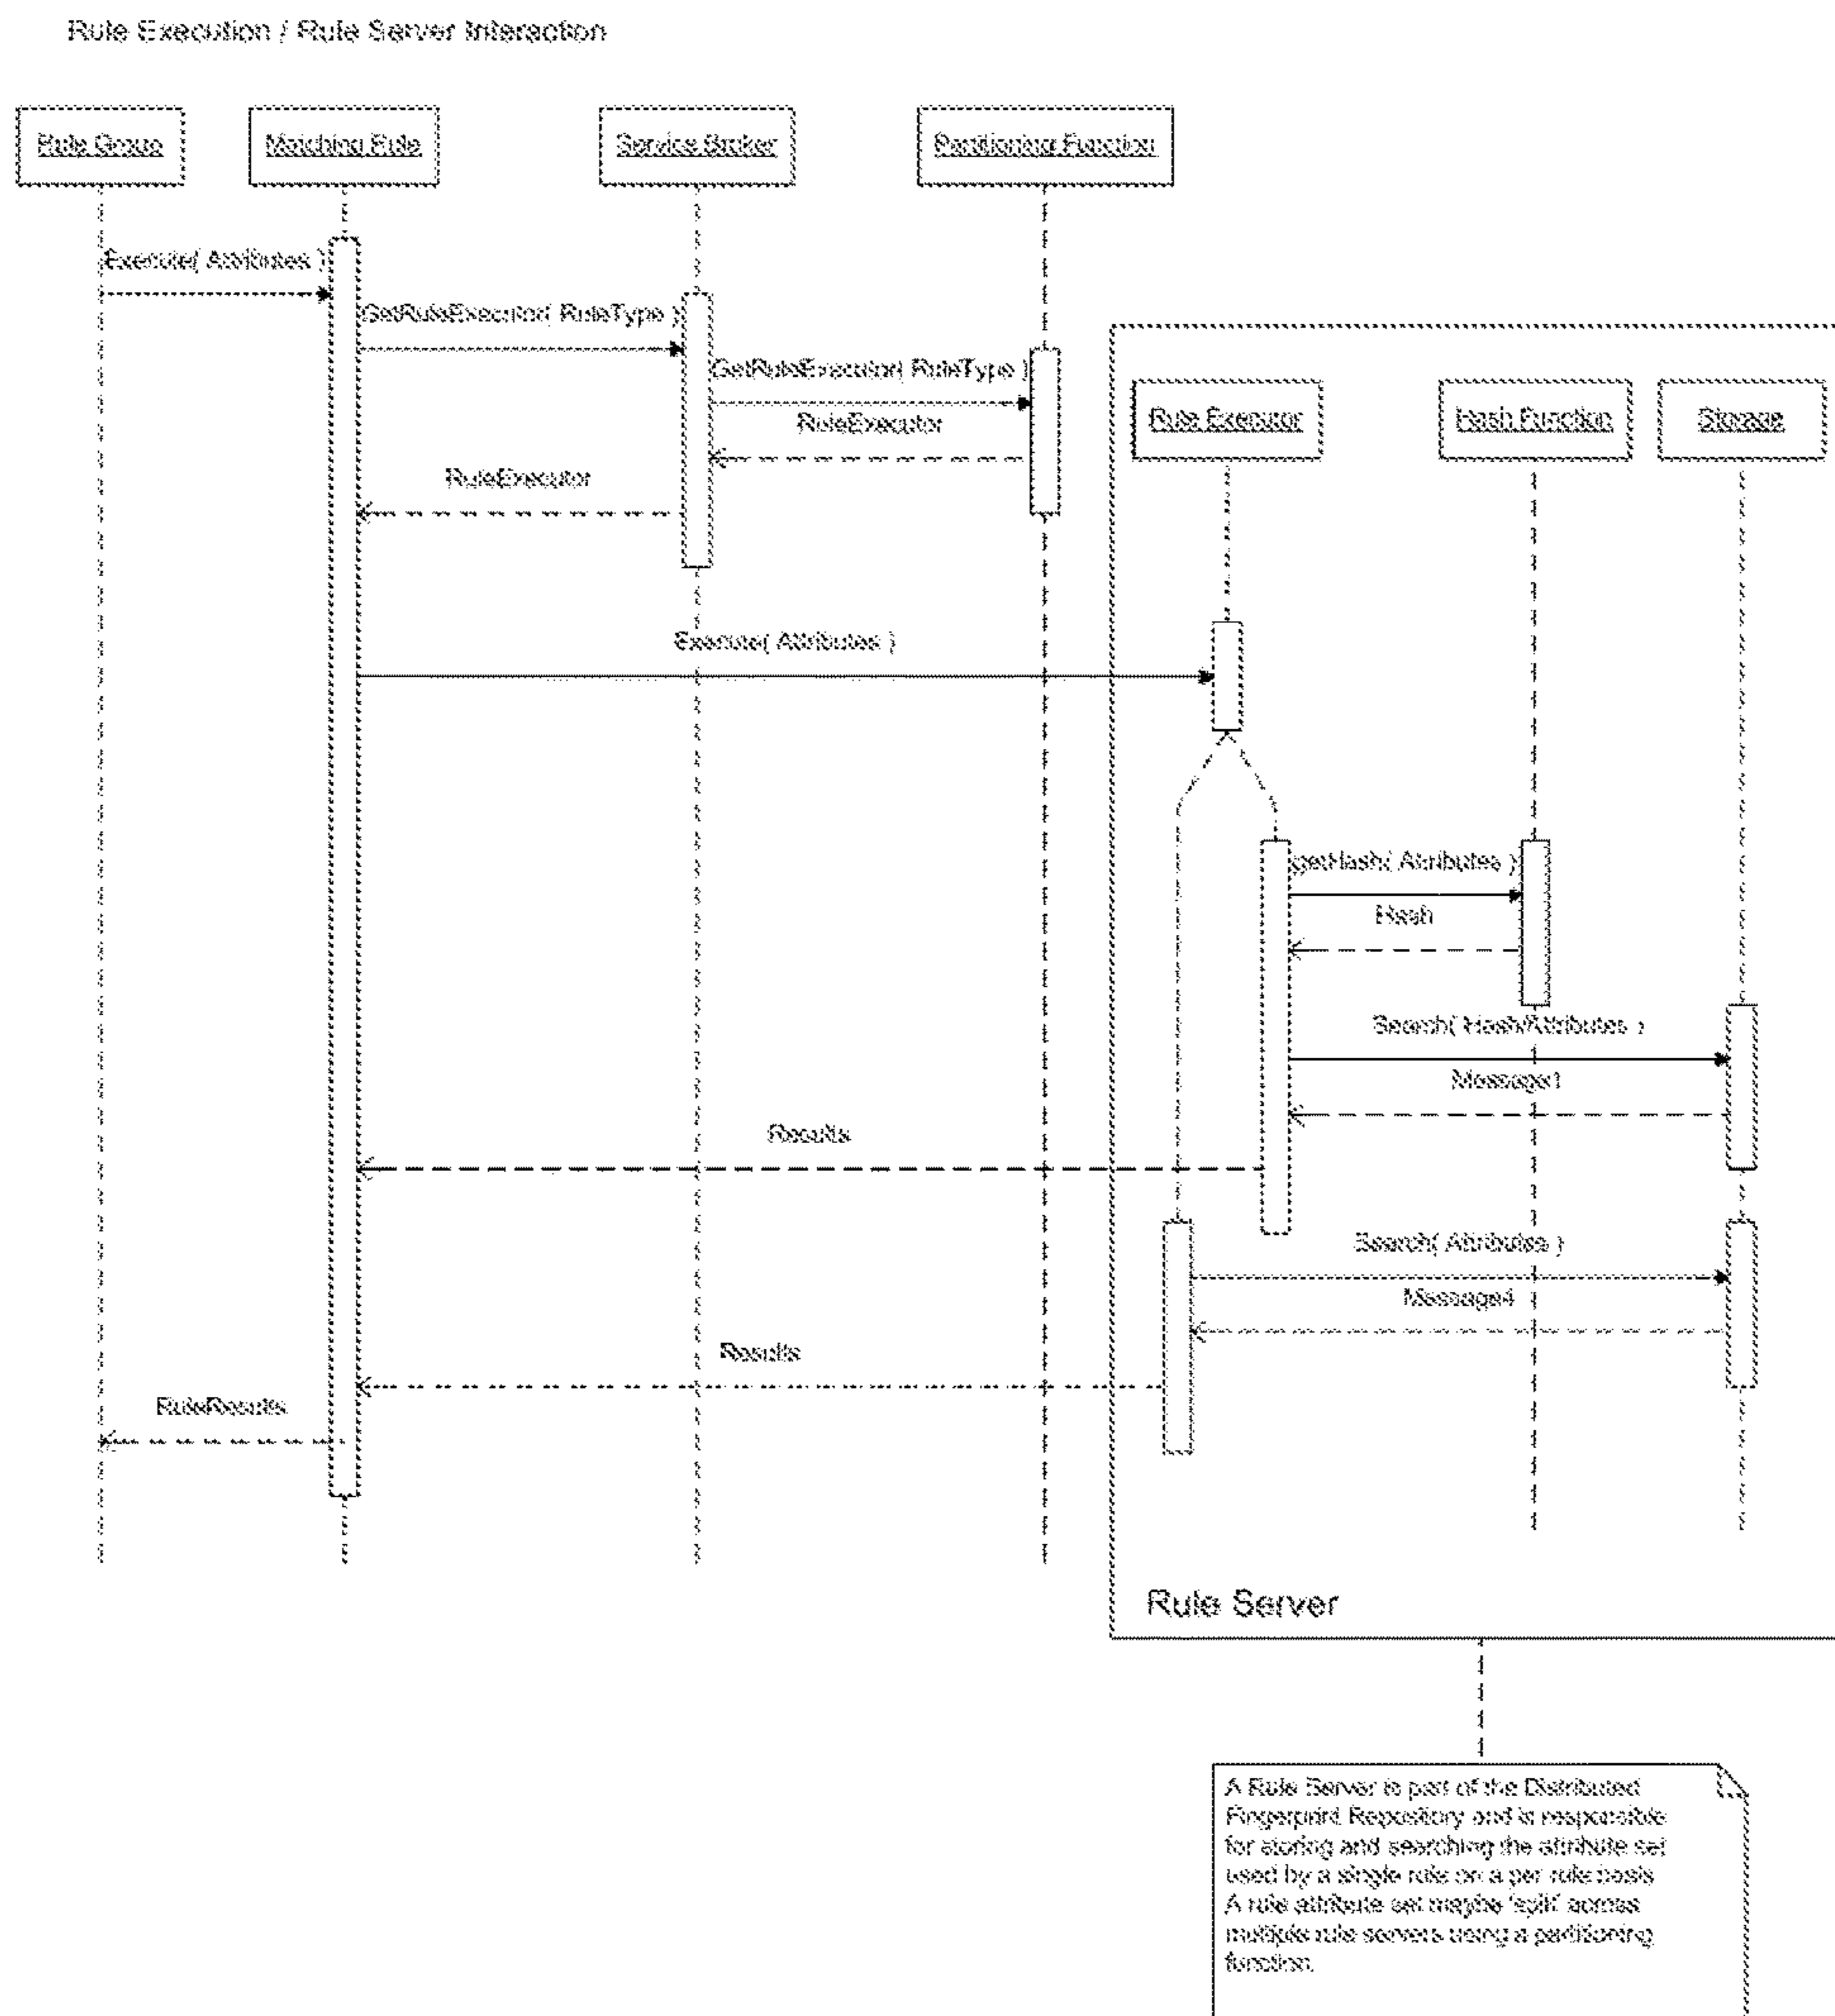 Rule Execution / Rule Server Interaction
Rule Group
Matching Rule
Service Broker
Partitioning Function
Execute( Attributes )
GetRuleExecutor( RuleType )
GetRuleExecutor( RuleType )
RuleExecutor
RuleExecutor
Rule Executor
Hash Function
Storage
Execute( Attributes )
getHash( Attributes )
Hash
Search( Hash/Attributes )
Message1
Results
Search( Attributes )
Message4
Results
RuleResults
Rule Server
A Rule Server is part of the Distributed
Fingerprint Repository and is responsible
for storing and searching the attribute set
used by a single rule on a per rule basis
A rule attribute set maybe 'split' across
multiple rule servers using a partitioning
function.